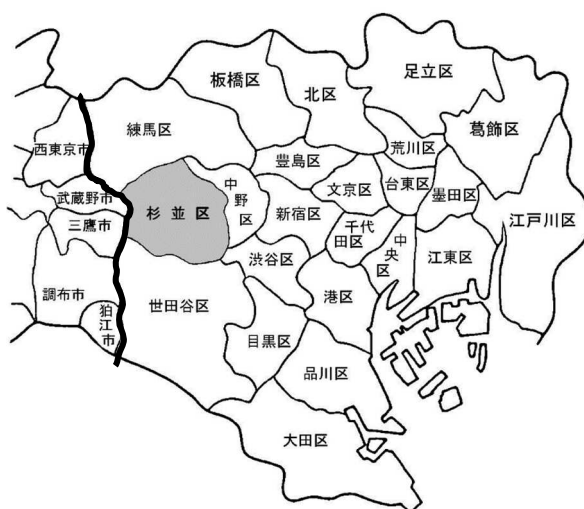 足立区
板橋区
北区
葛飾区
練馬区
荒川区
西東京市
豊島区
文京区
台東区
墨田区
中
野
区
武蔵野市
杉並区
新宿区
江戸川区
三鷹市
千代
田区
中
央
区
江東区
渋谷区
調布市
世田谷区
港区
狛
江
市
目黒区
品川区
大田区